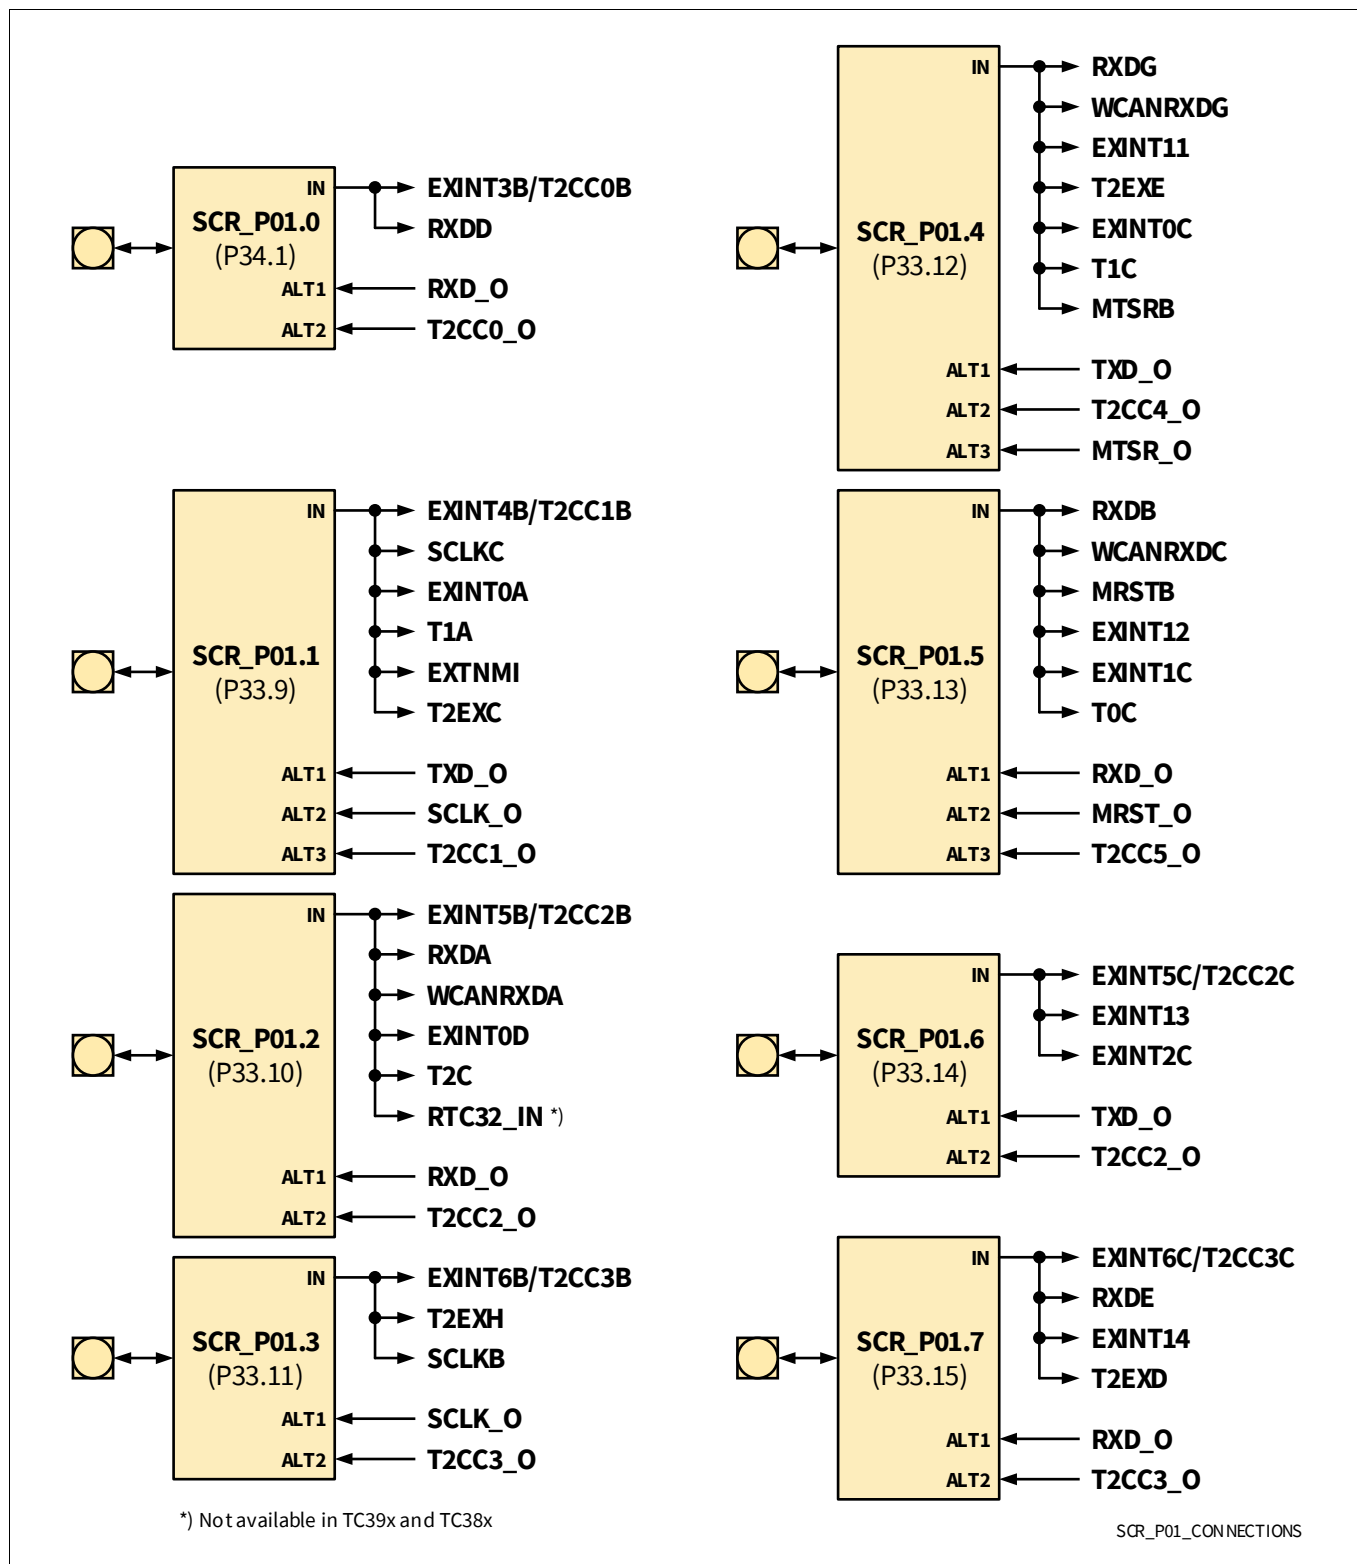 IN
EXINT3B/T2CC0B
SCR_P01.0
RXDD
(P34.1)
ALT1
RXD_O
ALT2
T2CC0_O
IN
EXINT4B/T2CC1B
SCLKC
EXINT0A
T1A
SCR_P01.1
EXTNMI
(P33.9)
T2EXC
ALT1
TXD_O
ALT2
SCLK_O
ALT3
T2CC1_O
IN
EXINT5B/T2CC2B
RXDA
WCANRXDA
SCR_P01.2
EXINT0D
(P33.10)
T2C
RTC32_IN *)
ALT1
RXD_O
ALT2
T2CC2_O
IN
EXINT6B/T2CC3B
T2EXH
SCR_P01.3
SCLKB
(P33.11)
ALT1
SCLK_O
ALT2
T2CC3_O
*) Not available in TC39x and TC38x
IN
RXDG
WCANRXDG
EXINT11
T2EXE
SCR_P01.4
EXINT0C
(P33.12)
T1C
MTSRB
ALT1
TXD_O
ALT2
T2CC4_O
ALT3
MTSR_O
IN
RXDB
WCANRXDC
MRSTB
EXINT12
SCR_P01.5
EXINT1C
(P33.13)
T0C
ALT1
RXD_O
ALT2
MRST_O
ALT3
T2CC5_O
IN
EXINT5C/T2CC2C
EXINT13
SCR_P01.6
EXINT2C
(P33.14)
ALT1
TXD_O
ALT2
T2CC2_O
IN
EXINT6C/T2CC3C
RXDE
SCR_P01.7
EXINT14
(P33.15)
T2EXD
ALT1
RXD_O
ALT2
T2CC3_O
SCR_P01_CONNECTIONS